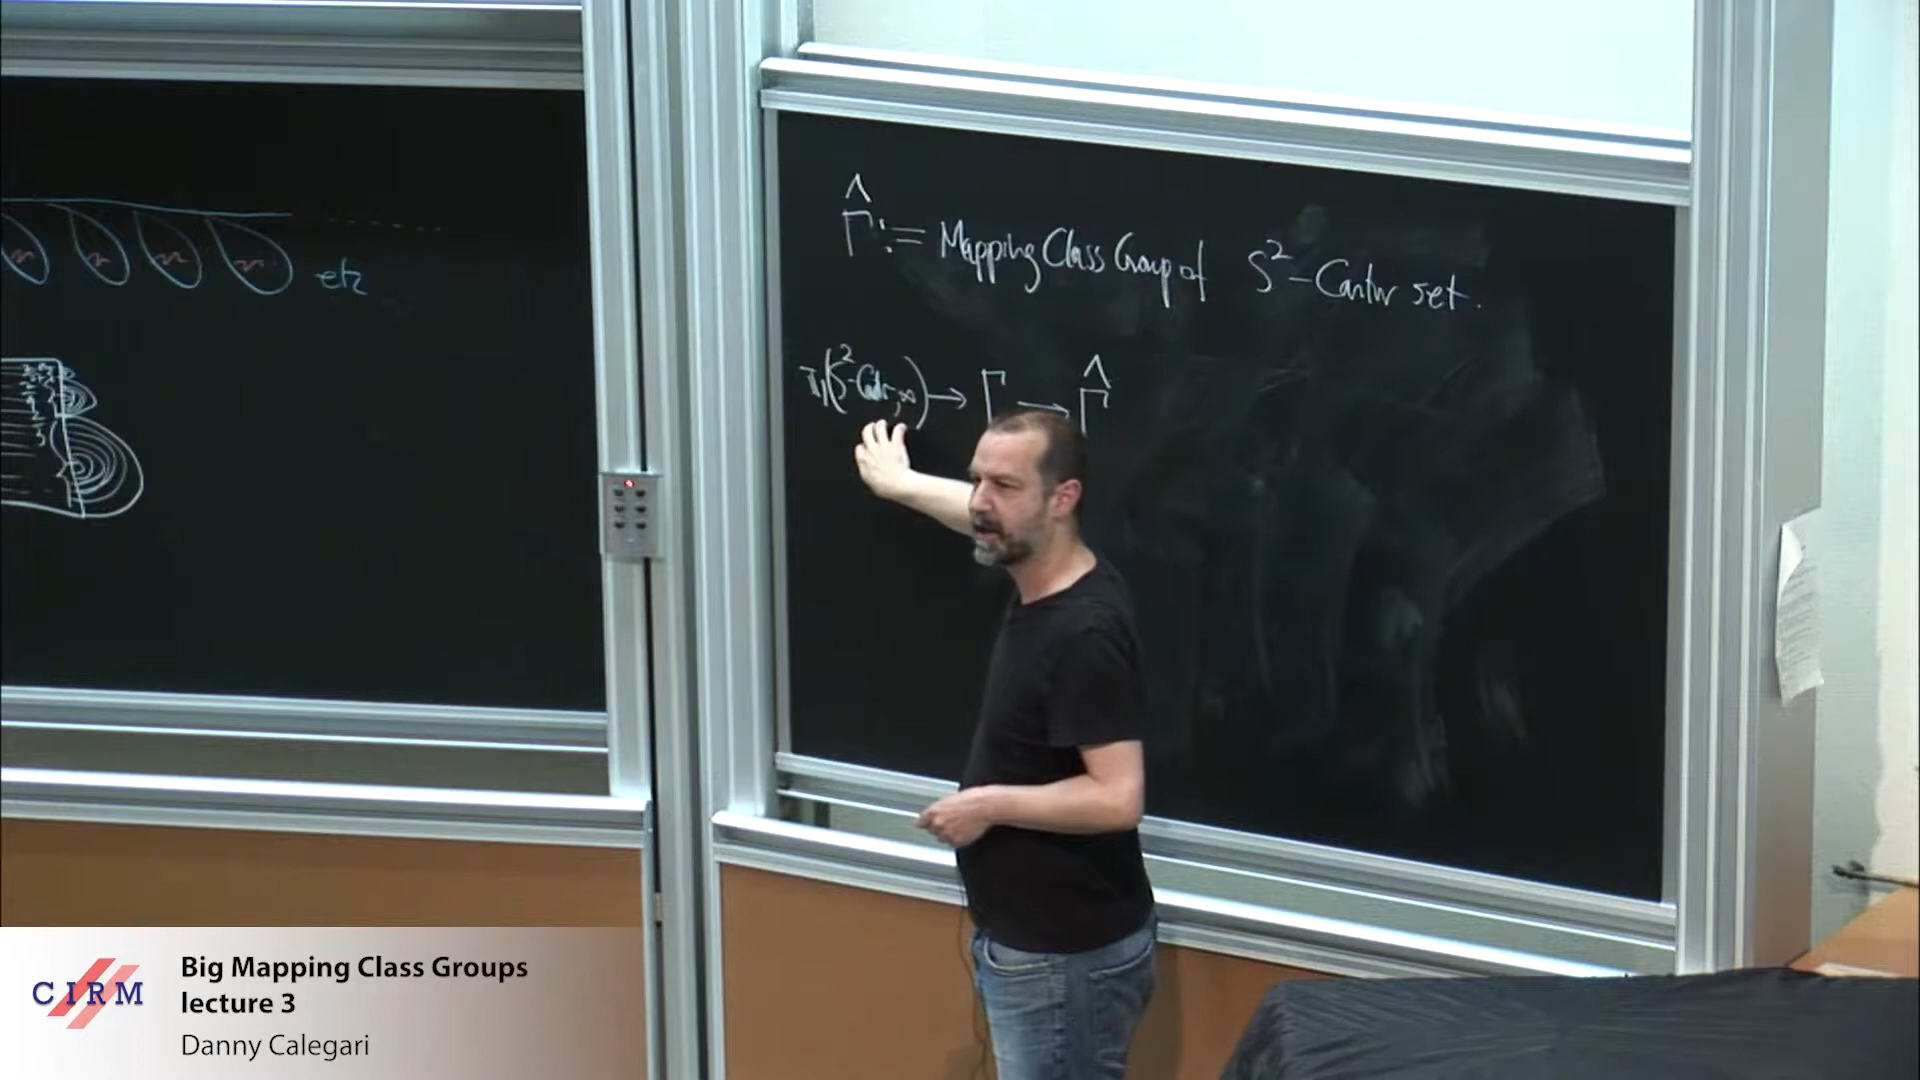 etc
Γ̂ := Mapping Class Group of S² - Cantor set.
π₁(S² - Cantor, ∞) → Γ → Γ̂
CIRM
Big Mapping Class Groups
lecture 3
Danny Calegari